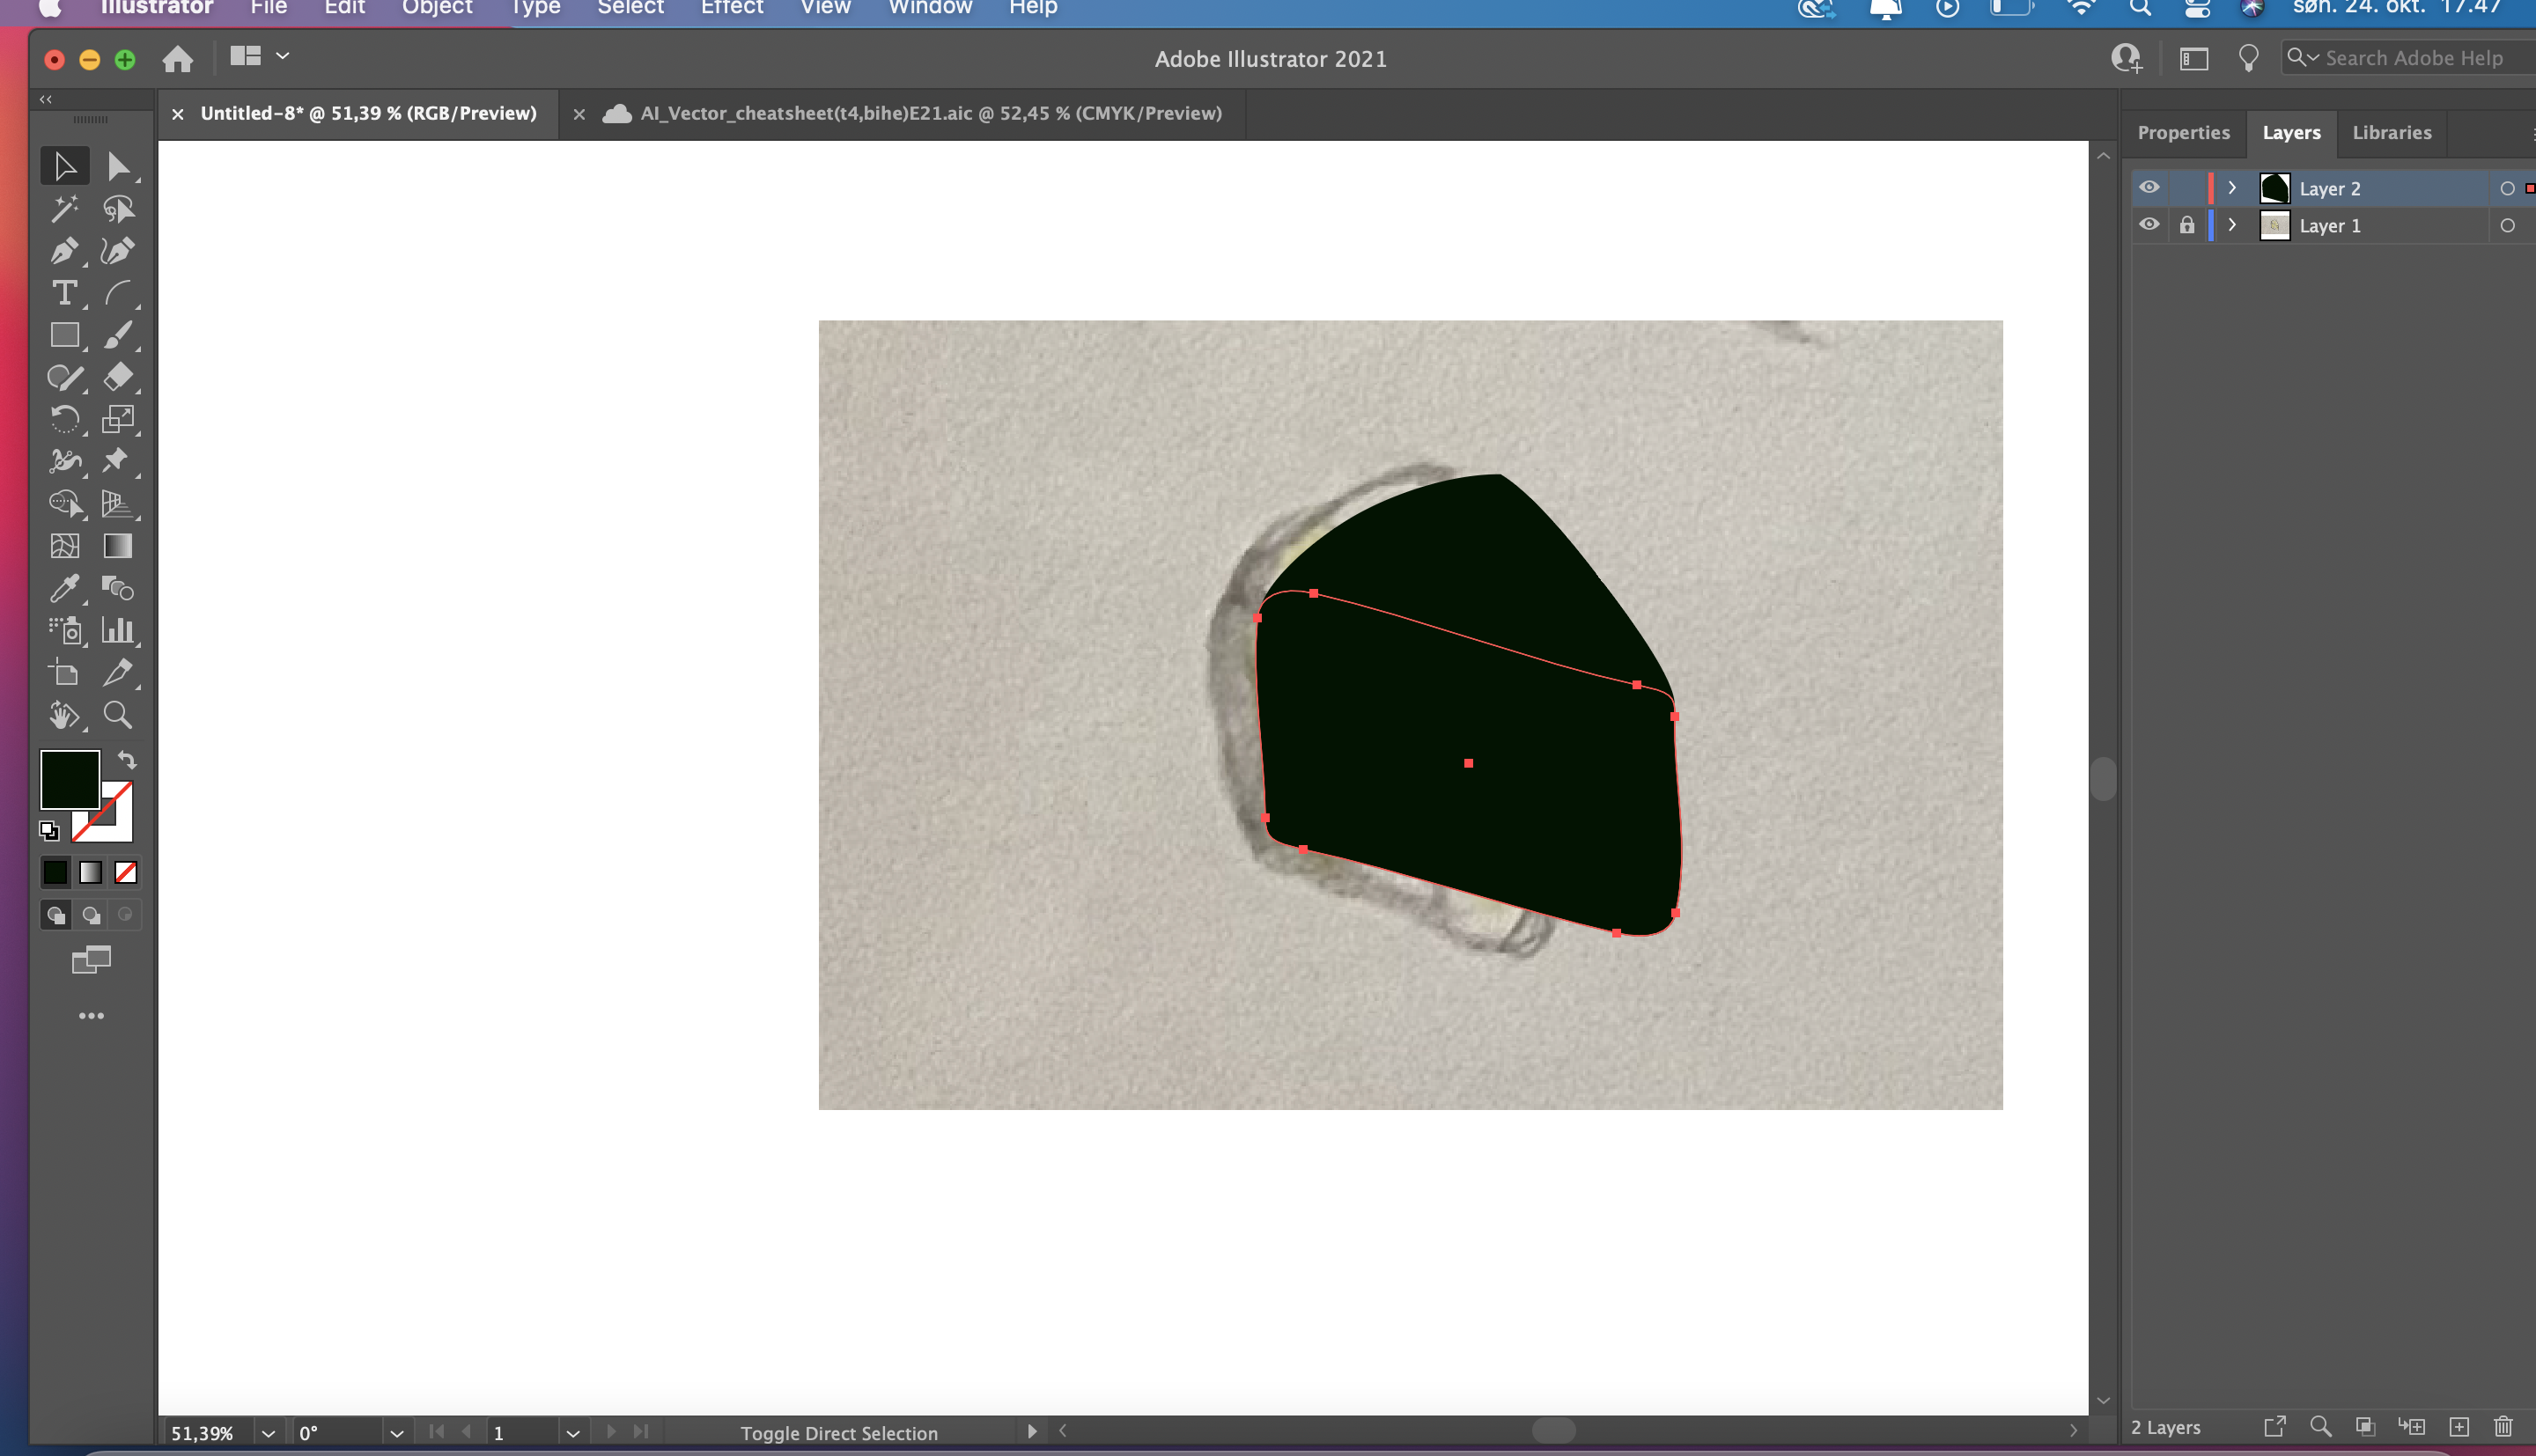 Illustrator File Edit Object Type Select Effect View Window Help søn. 24. okt. 17.47
Adobe Illustrator 2021
Search Adobe Help
Untitled-8* @ 51,39 % (RGB/Preview)
AI_Vector_cheatsheet(t4,bihe)E21.aic @ 52,45 % (CMYK/Preview)
Properties Layers Libraries
Layer 2
Layer 1
51,39% 0° 1 Toggle Direct Selection
2 Layers